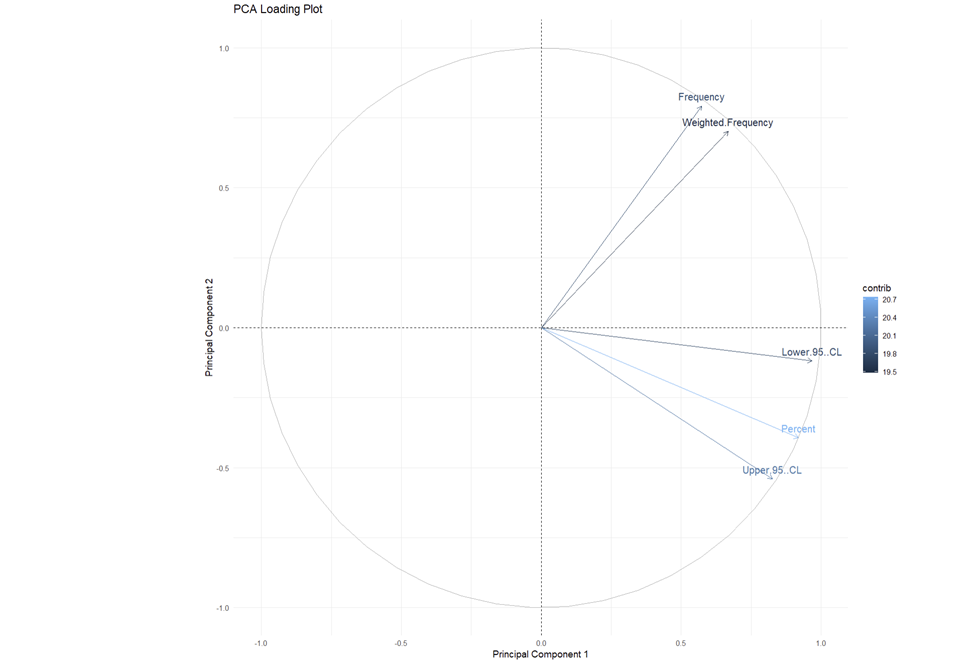 PCA Loading Plot
1.0
0.5
0.0
-0.5
-1.0
Principal Component 2
Frequency
Weighted.Frequency
Lower.95..CL
Percent
Upper.95..CL
-1.0
-0.5
0.0
0.5
1.0
Principal Component 1
contrib
20.7
20.4
20.1
19.8
19.5